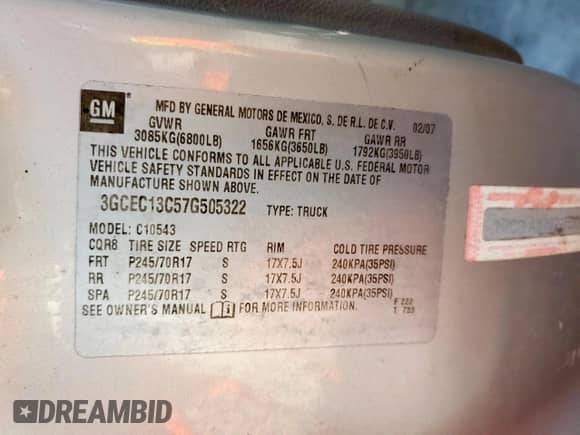 GM ®
MFD BY GENERAL MOTORS DE MEXICO, S. DE R.L. DE C.V. 02/07
GVWR GAWR FRT GAWR RR
3085KG(6800LB) 1656KG(3650LB) 1792KG(3950LB)
THIS VEHICLE CONFORMS TO ALL APPLICABLE U.S. FEDERAL MOTOR
VEHICLE SAFETY STANDARDS IN EFFECT ON THE DATE OF
MANUFACTURE SHOWN ABOVE.
3GCEC13C57G505322 TYPE: TRUCK
MODEL: C10543
CQR8 TIRE SIZE SPEED RTG RIM COLD TIRE PRESSURE
FRT P245/70R17 S 17X7.5J 240KPA(35PSI)
RR P245/70R17 S 17X7.5J 240KPA(35PSI)
SPA P245/70R17 S 17X7.5J 240KPA(35PSI)
SEE OWNER'S MANUAL FOR MORE INFORMATION.
F 222
1 753
DREAMBID